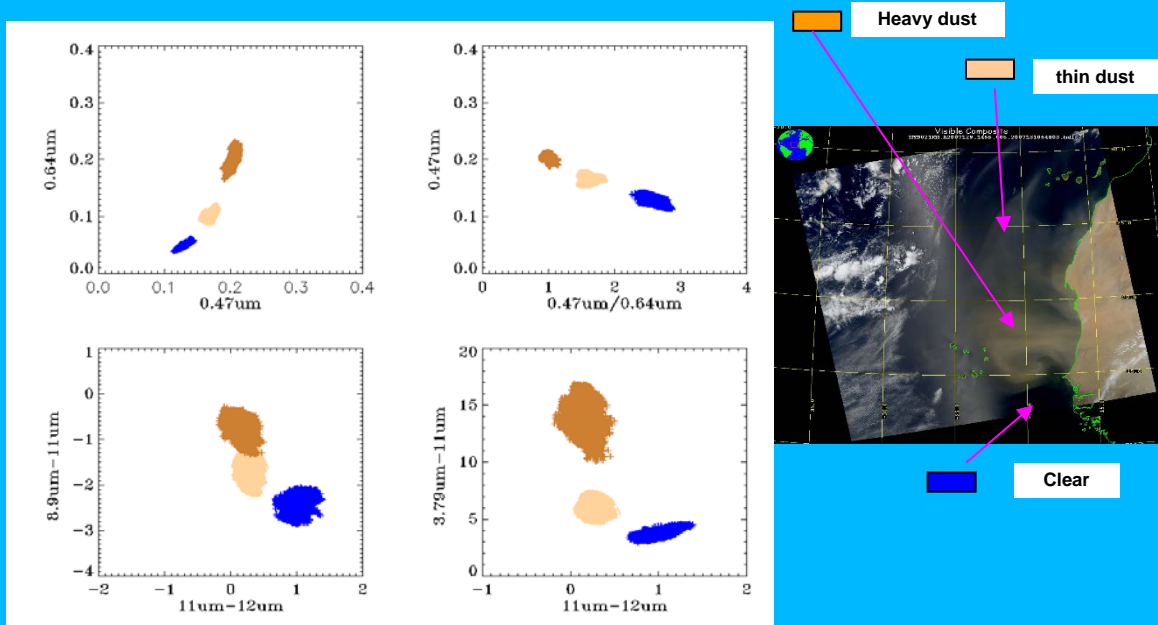 Heavy dust
thin dust
Clear
0.4
0.3
0.2
0.1
0.0
0.64um
0.0 0.1 0.2 0.3 0.4
0.47um
0.4
0.3
0.2
0.1
0.0
0.47um
0 1 2 3 4
0.47um/0.64um
1
0
−1
−2
−3
−4
8.9um−11um
−2 −1 0 1 2
11um−12um
20
15
10
5
0
3.79um−11um
−1 0 1 2
11um−12um
Visible Composite